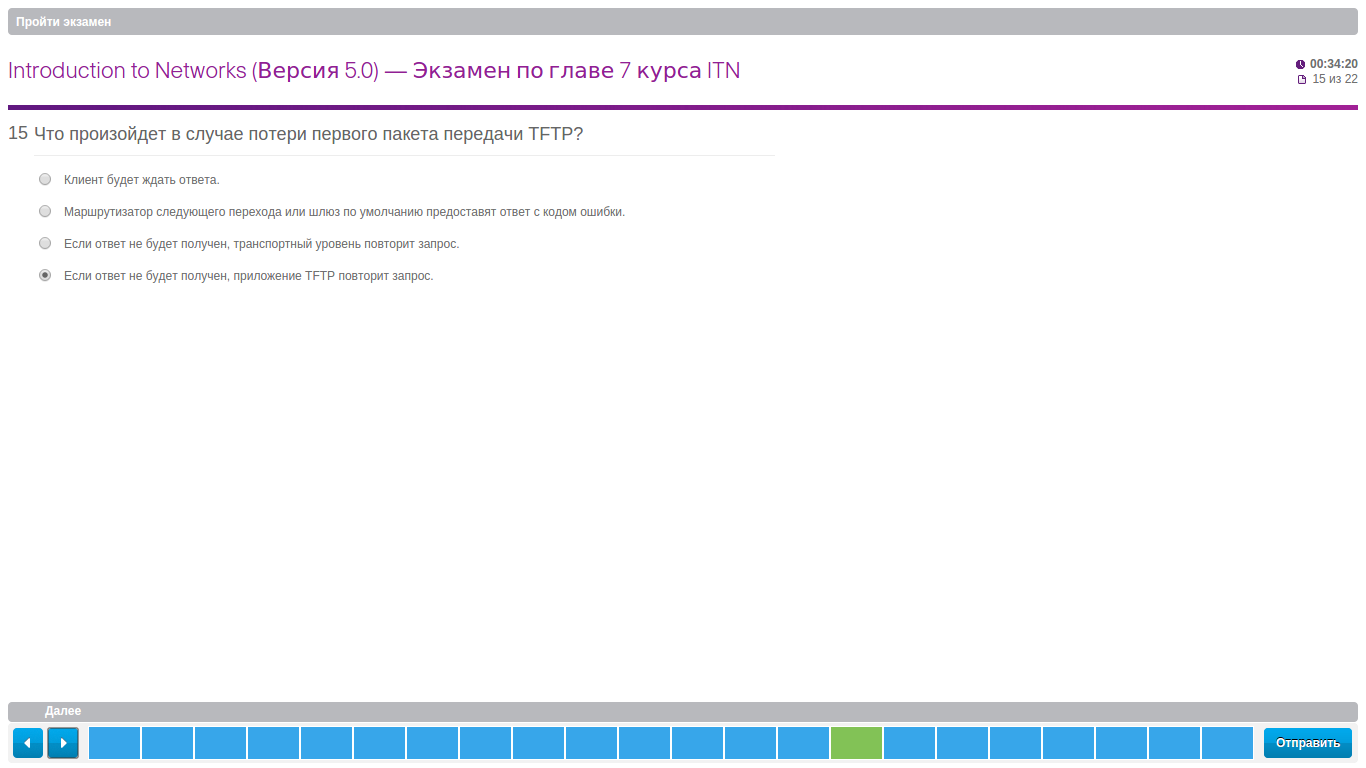 Пройти экзамен
Introduction to Networks (Версия 5.0) — Экзамен по главе 7 курса ITN
00:34:20
15 из 22
15 Что произойдет в случае потери первого пакета передачи TFTP?
Клиент будет ждать ответа.
Маршрутизатор следующего перехода или шлюз по умолчанию предоставят ответ с кодом ошибки.
Если ответ не будет получен, транспортный уровень повторит запрос.
Если ответ не будет получен, приложение TFTP повторит запрос.
Далее
Отправить